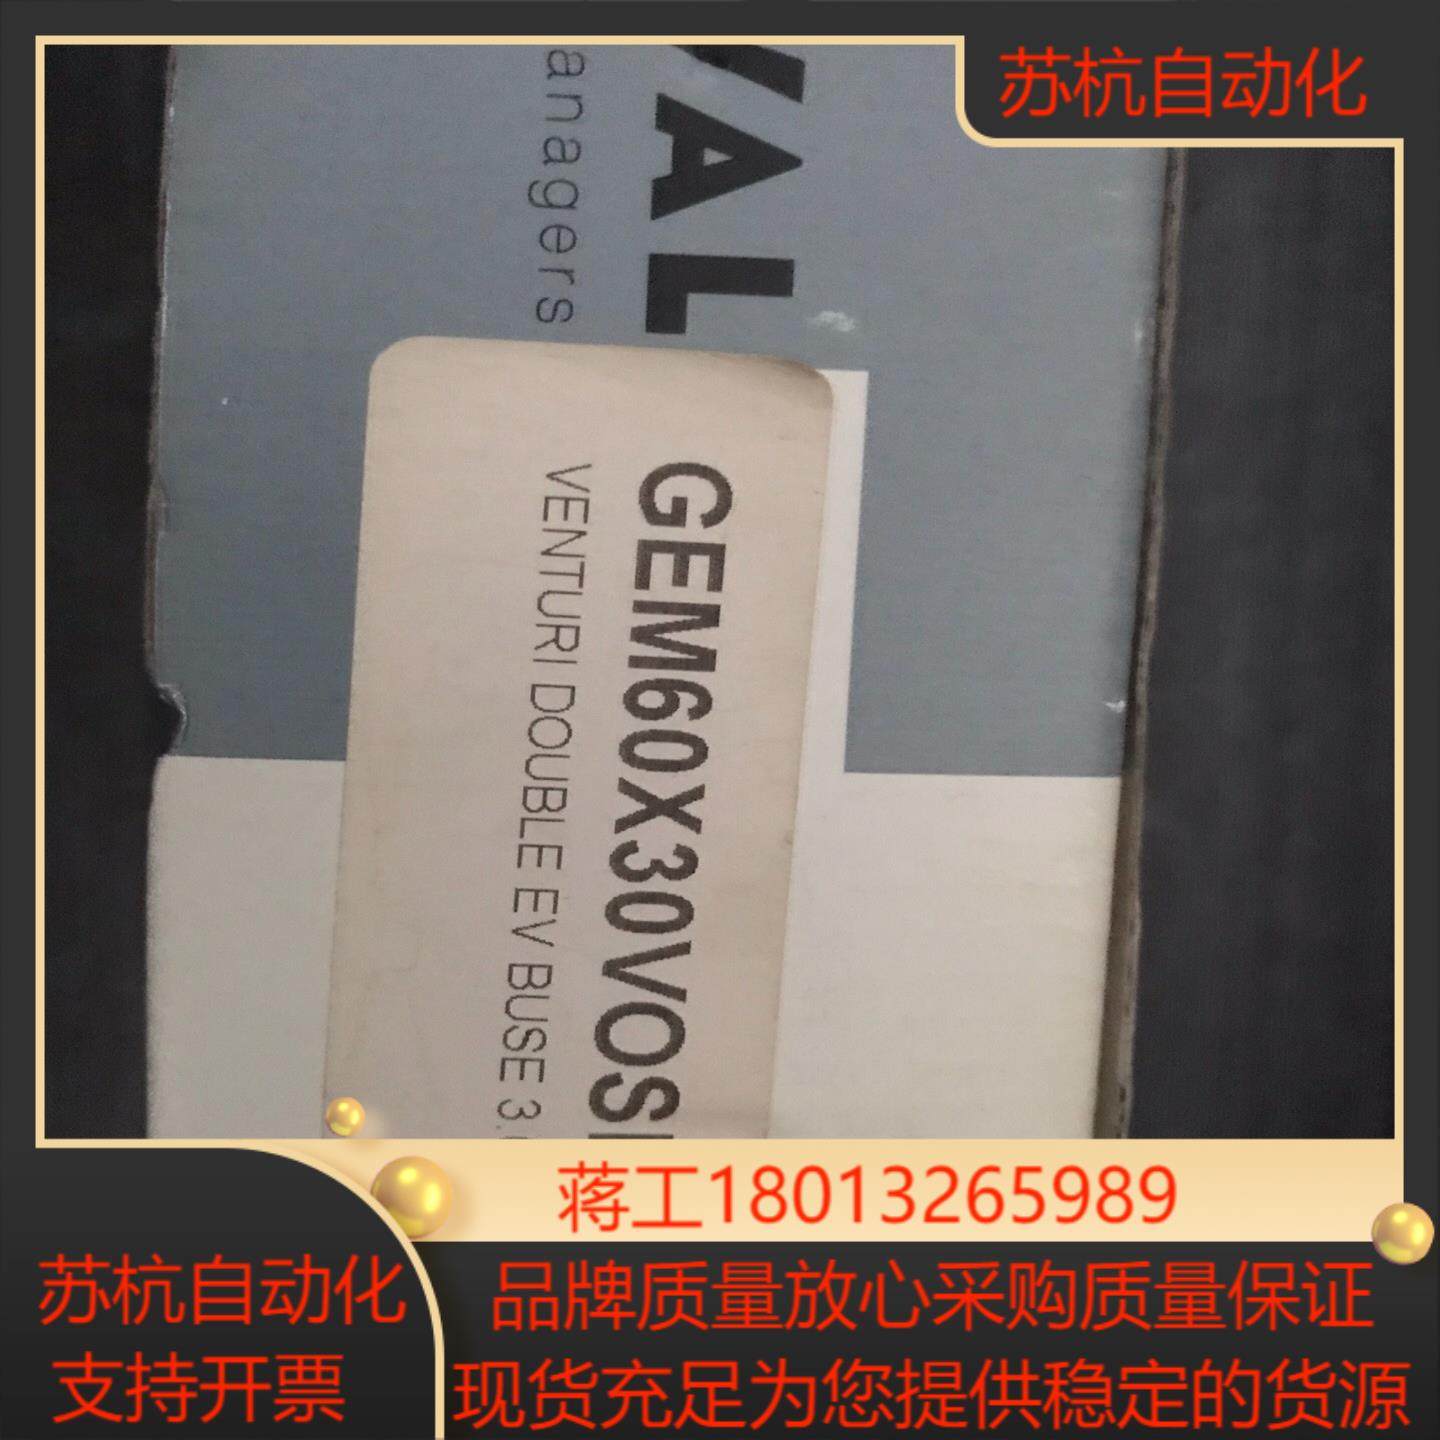 苏杭自动化
VAL
anagers
GEM60X30VOS
VENTURI DOUBLE EV BUSE 3.
蒋工18013265989
苏杭自动化
支持开票
品牌质量放心采购质量保证
现货充足为您提供稳定的货源